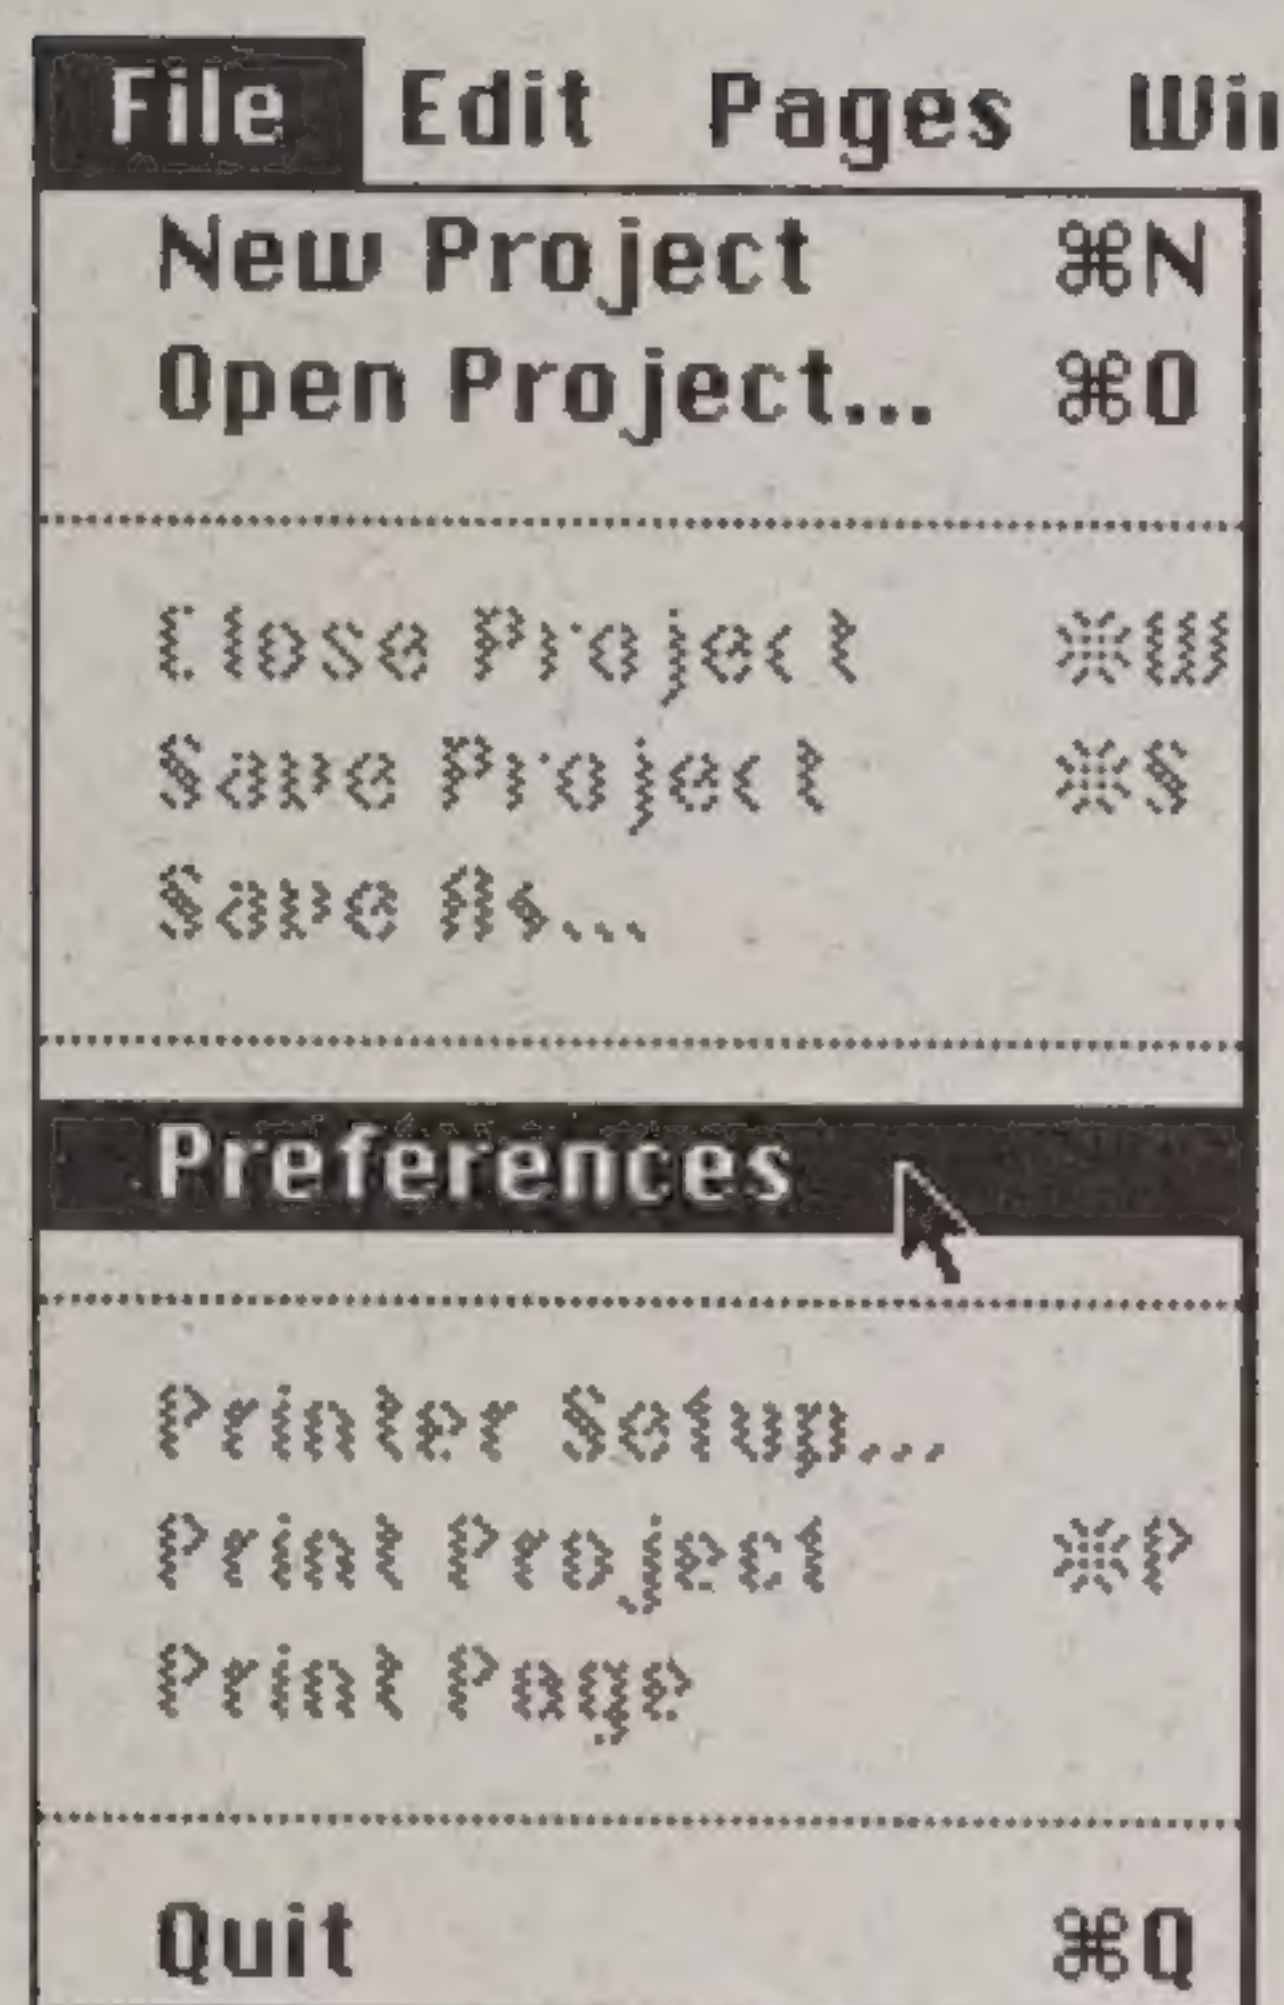 File Edit Pages
New Project ⌘N
Open Project... ⌘O
Close Project ⌘W
Save Project ⌘S
Save As...
Preferences
Printer Setup...
Print Project ⌘P
Print Page
Quit ⌘Q